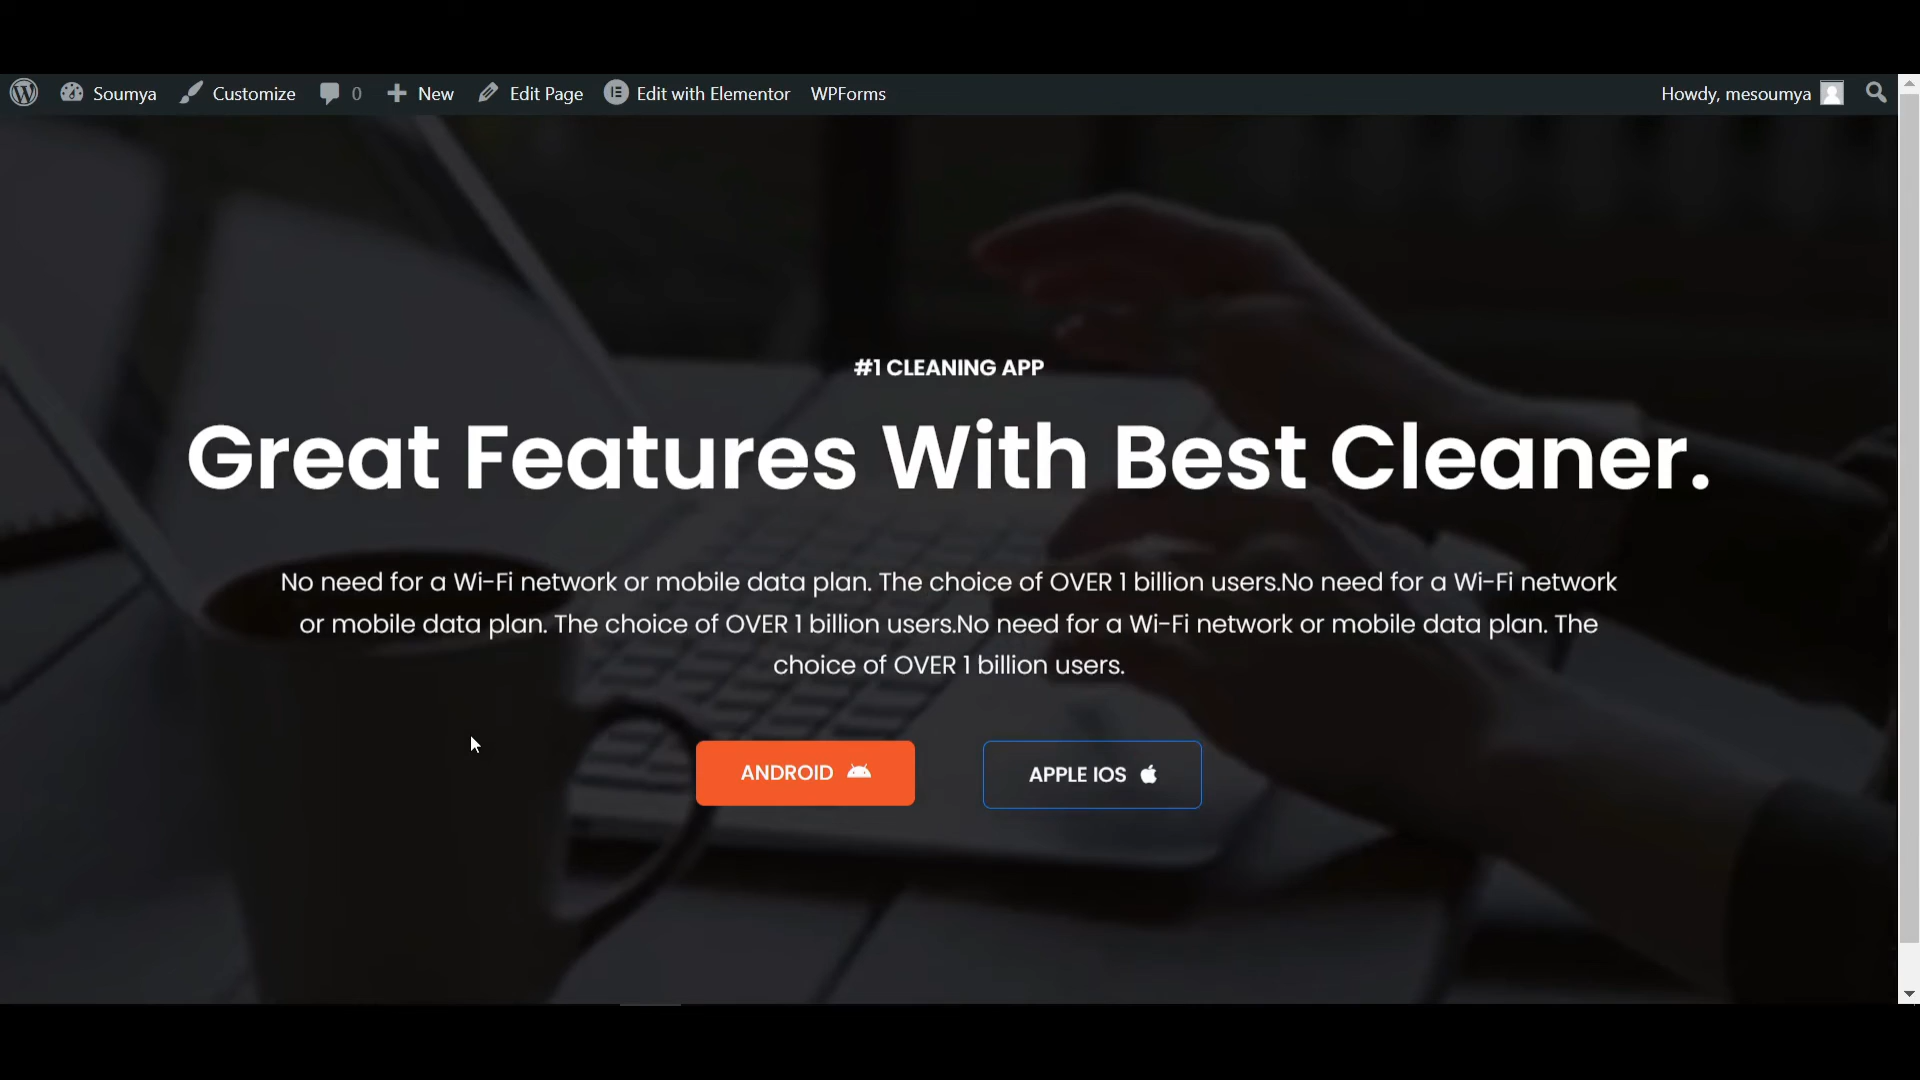 Soumya Customize 0 New Edit Page Edit with Elementor WPForms Howdy, mesoumya
#1 CLEANING APP
Great Features With Best Cleaner.
No need for a Wi-Fi network or mobile data plan. The choice of OVER 1 billion users.No need for a Wi-Fi network
or mobile data plan. The choice of OVER 1 billion users.No need for a Wi-Fi network or mobile data plan. The
choice of OVER 1 billion users.
ANDROID APPLE IOS